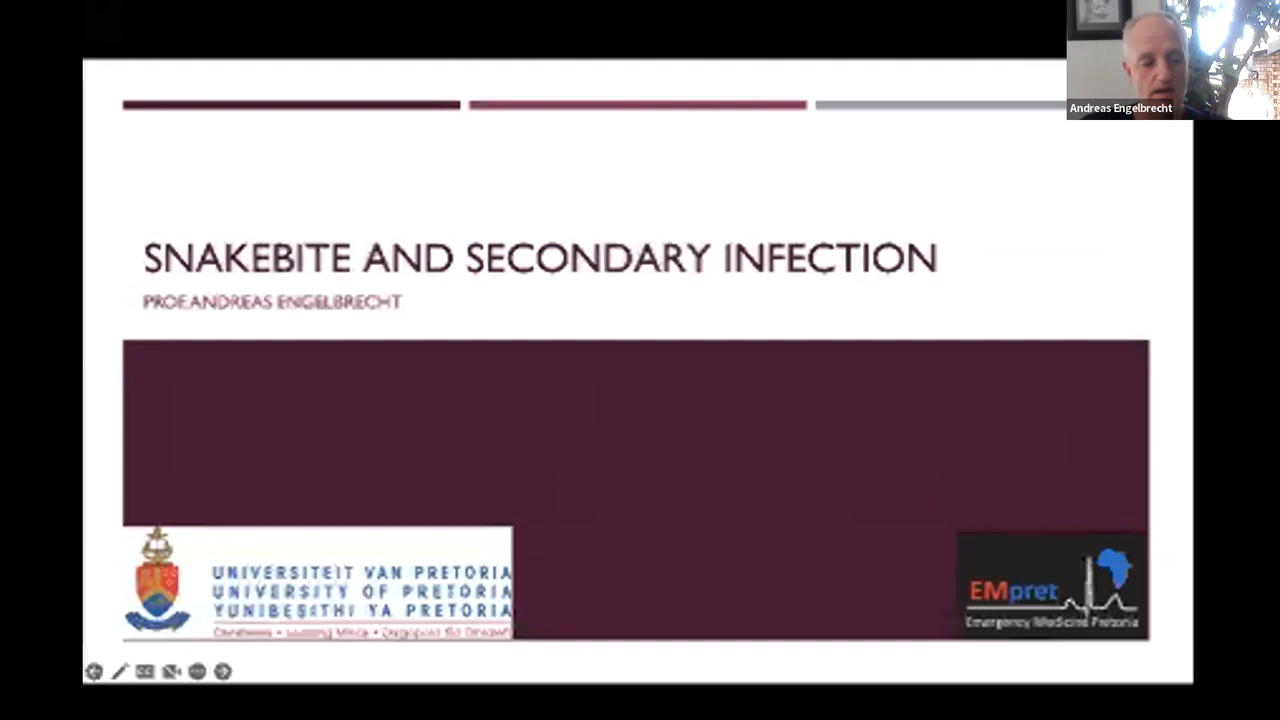 Andreas Engelbrecht
SNAKEBITE AND SECONDARY INFECTION
PROF.ANDREAS ENGELBRECHT
UNIVERSITEIT VAN PRETORIA
UNIVERSITY OF PRETORIA
YUNIBESITHI YA PRETORIA
EMpret
Emergency Medicine Pretoria